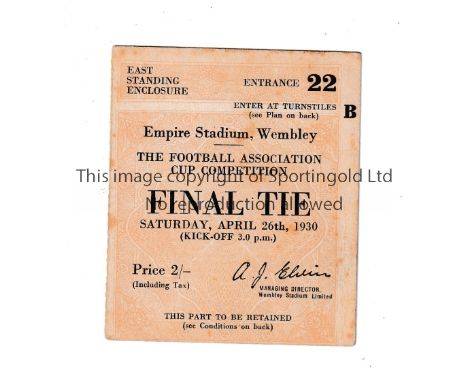 EAST
STANDING
ENCLOSURE
ENTRANCE 22
ENTER AT TURNSTILES
(see Plan on back)
B
Empire Stadium, Wembley
THE FOOTBALL ASSOCIATION
CUP COMPETITION
This image copyright of Sportingold Ltd
No reproduction allowed
FINAL TIE
SATURDAY, APRIL 26th, 1930
(KICK-OFF 3.0 p.m.)
Price 2/-
(Including Tax)
A. J. Elvin
MANAGING DIRECTOR.
Wembley Stadium Limited
THIS PART TO BE RETAINED
(see Conditions on back)